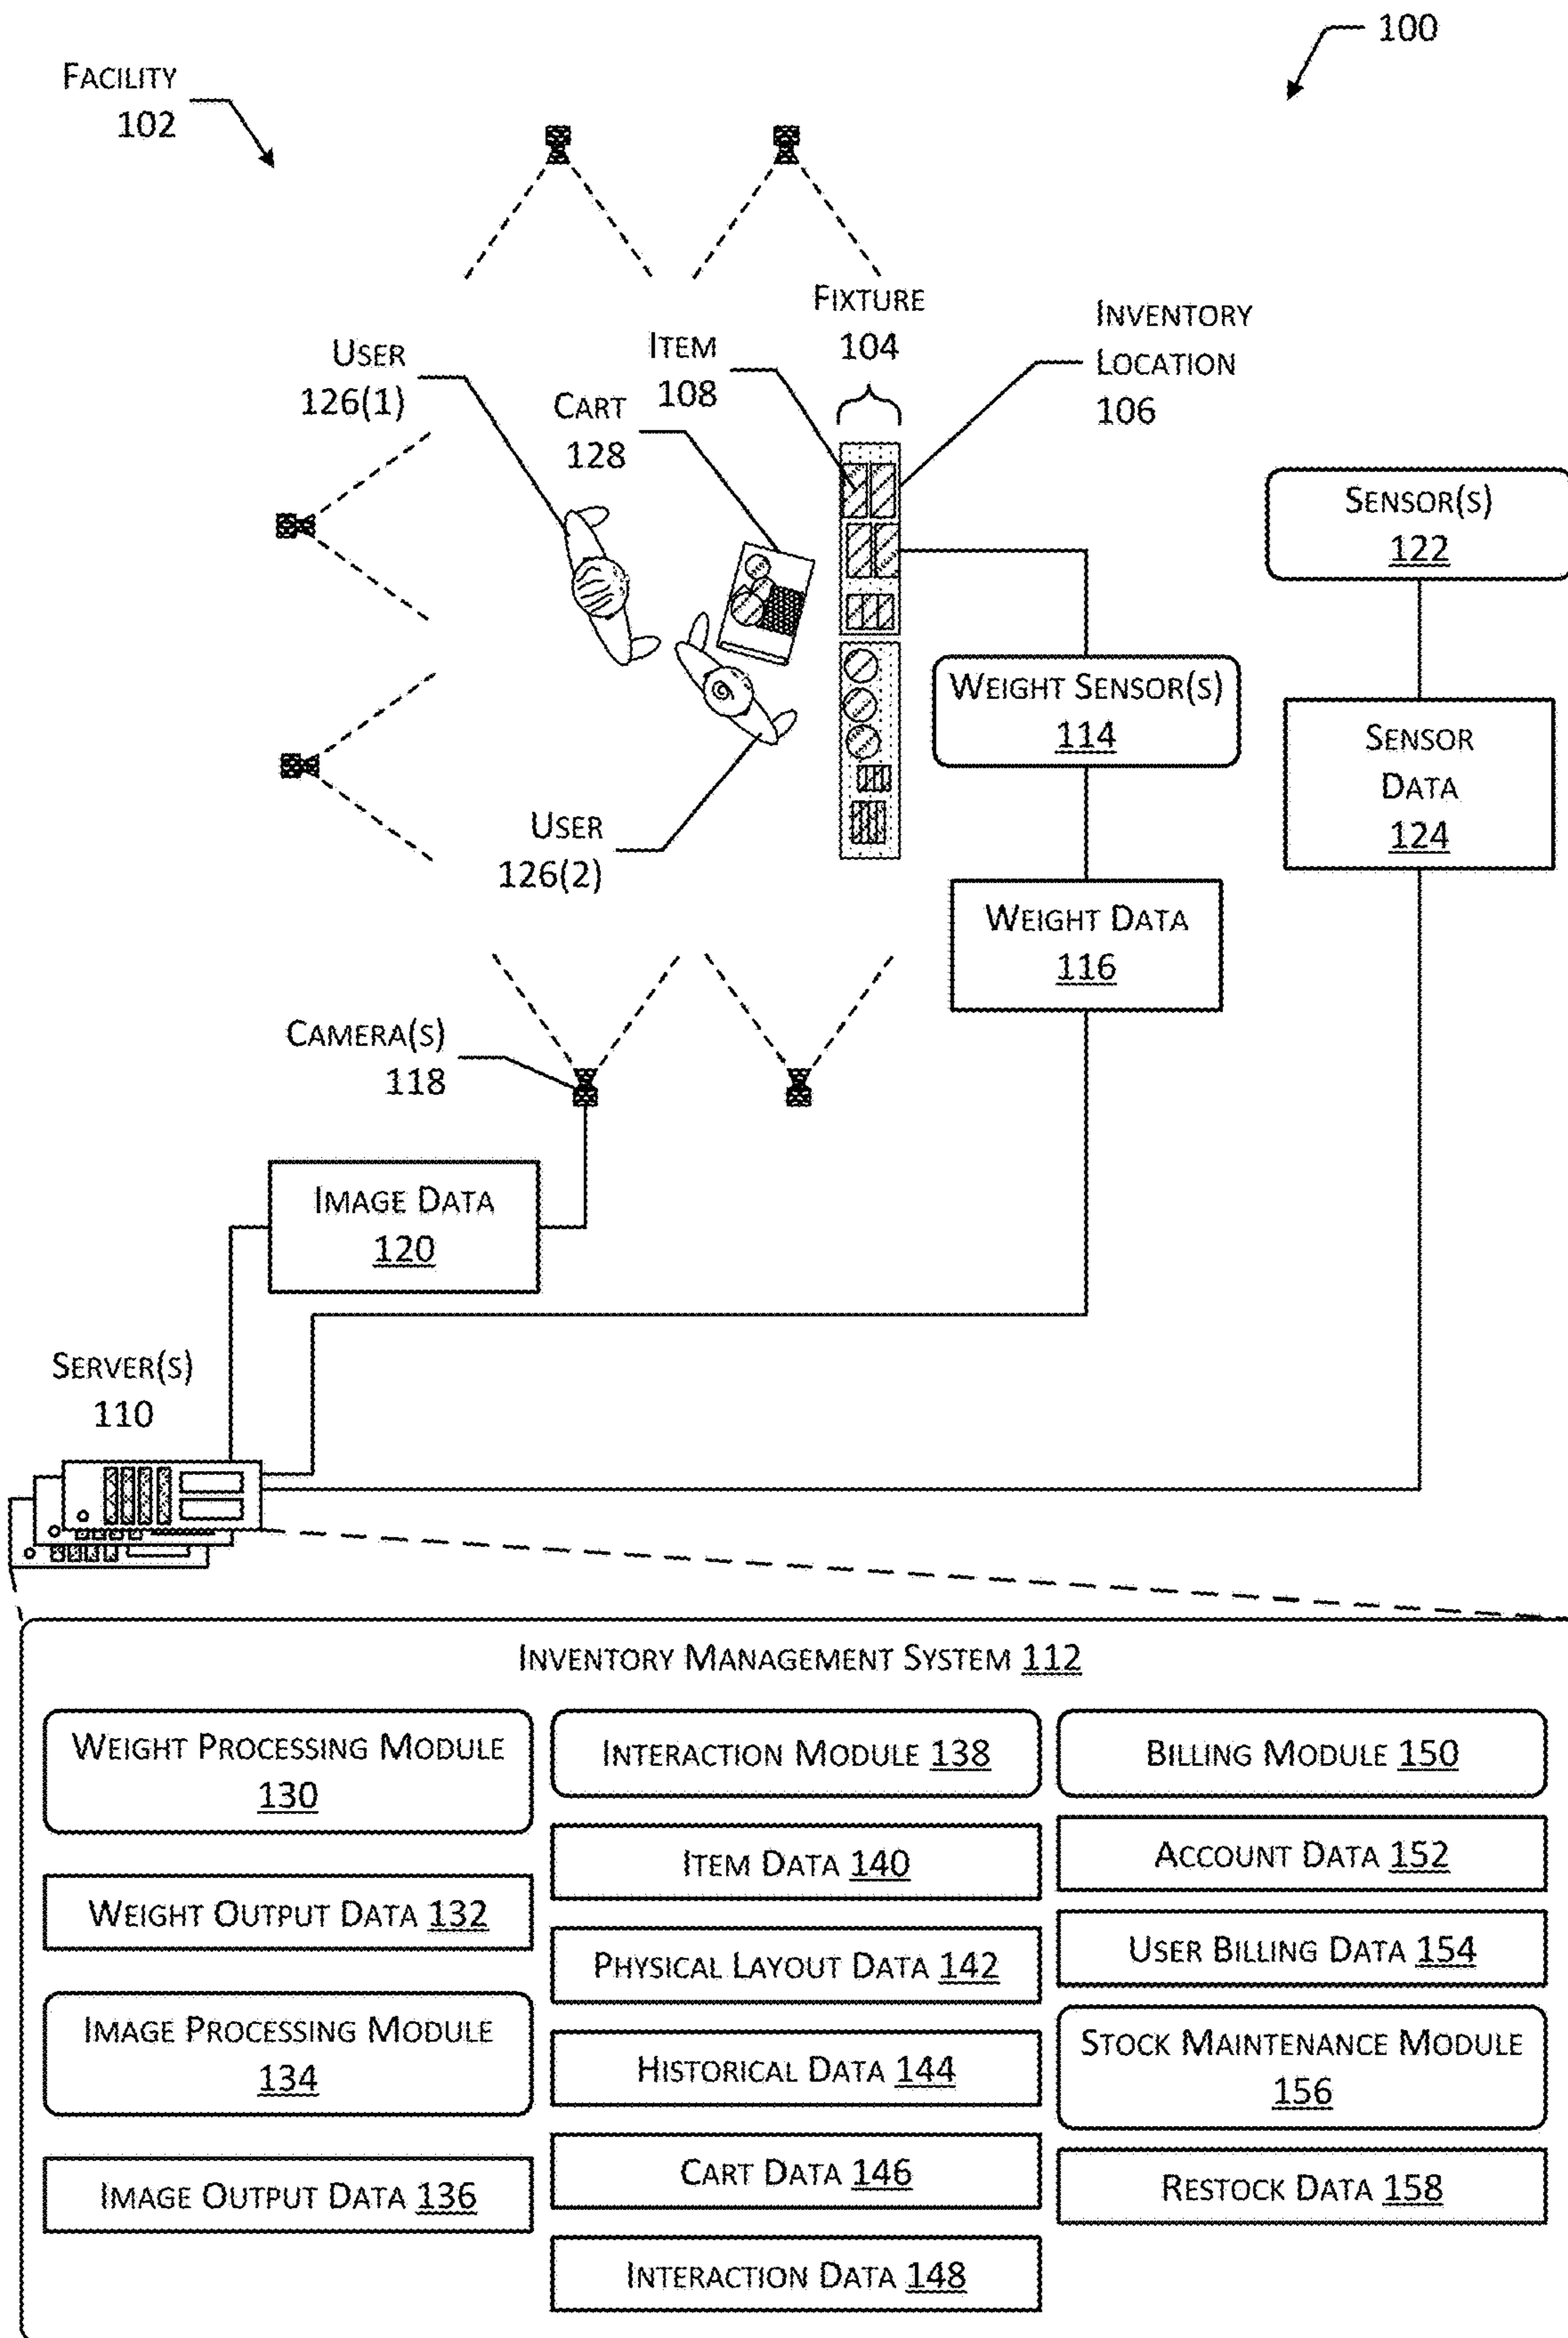 100
FACILITY
102
FIXTURE
104
INVENTORY
LOCATION
106
ITEM
108
USER
126(1)
CART
128
SENSOR(S)
122
WEIGHT SENSOR(S)
114
SENSOR
DATA
124
USER
126(2)
WEIGHT DATA
116
CAMERA(S)
118
IMAGE DATA
120
SERVER(S)
110
INVENTORY MANAGEMENT SYSTEM 112
WEIGHT PROCESSING MODULE
130
WEIGHT OUTPUT DATA 132
IMAGE PROCESSING MODULE
134
IMAGE OUTPUT DATA 136
INTERACTION MODULE 138
ITEM DATA 140
PHYSICAL LAYOUT DATA 142
HISTORICAL DATA 144
CART DATA 146
INTERACTION DATA 148
BILLING MODULE 150
ACCOUNT DATA 152
USER BILLING DATA 154
STOCK MAINTENANCE MODULE
156
RESTOCK DATA 158